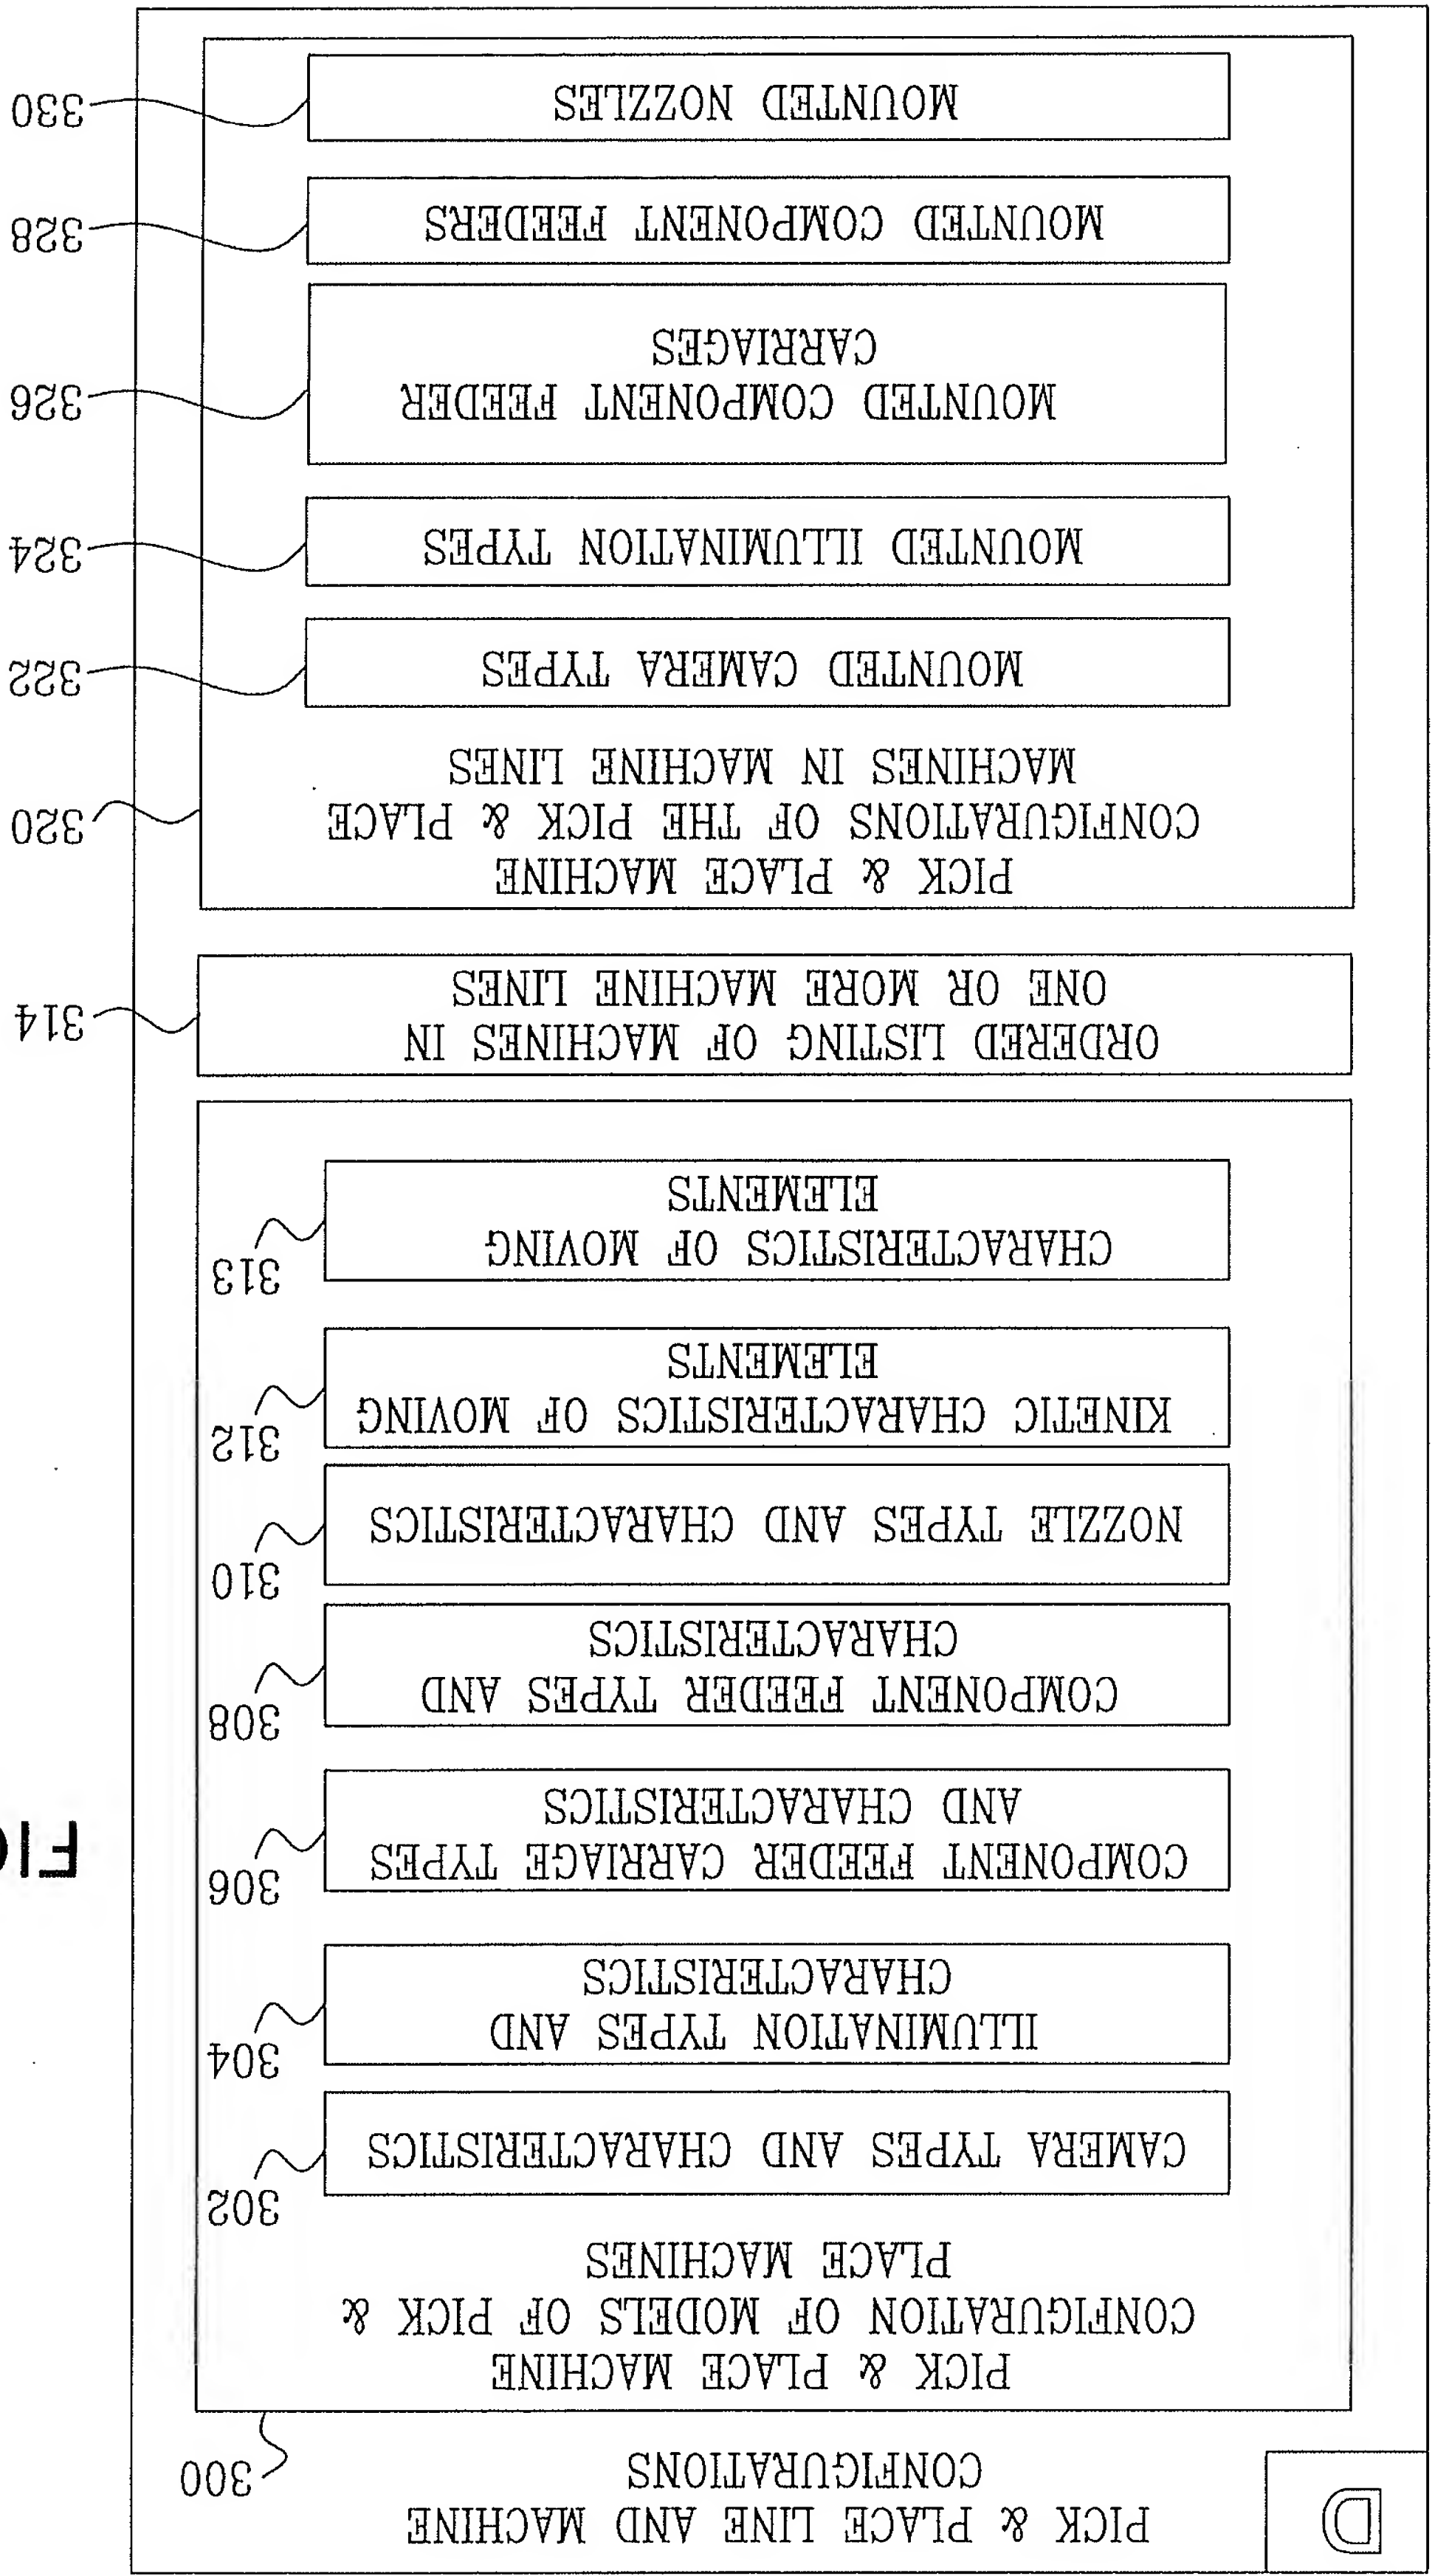 D
PICK & PLACE LINE AND MACHINE
CONFIGURATIONS
300
PICK & PLACE MACHINE
CONFIGURATION OF MODELS OF PICK &
PLACE MACHINES
302
CAMERA TYPES AND CHARACTERISTICS
304
ILLUMINATION TYPES AND
CHARACTERISTICS
306
COMPONENT FEEDER CARRIAGE TYPES
AND CHARACTERISTICS
308
COMPONENT FEEDER TYPES AND
CHARACTERISTICS
310
NOZZLE TYPES AND CHARACTERISTICS
312
KINETIC CHARACTERISTICS OF MOVING
ELEMENTS
313
CHARACTERISTICS OF MOVING
ELEMENTS
314
ORDERED LISTING OF MACHINES IN
ONE OR MORE MACHINE LINES
320
PICK & PLACE MACHINE
CONFIGURATIONS OF THE PICK & PLACE
MACHINES IN MACHINE LINES
322
MOUNTED CAMERA TYPES
324
MOUNTED ILLUMINATION TYPES
326
MOUNTED COMPONENT FEEDER
CARRIAGES
328
MOUNTED COMPONENT FEEDERS
330
MOUNTED NOZZLES